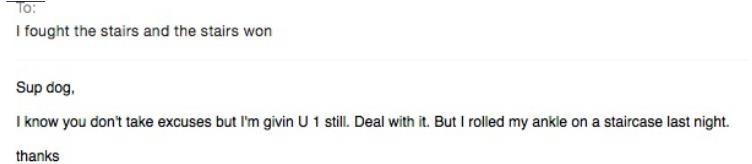 To:
I fought the stairs and the stairs won
Sup dog,
I know you don't take excuses but I'm givin U 1 still. Deal with it. But I rolled my ankle on a staircase last night.
thanks